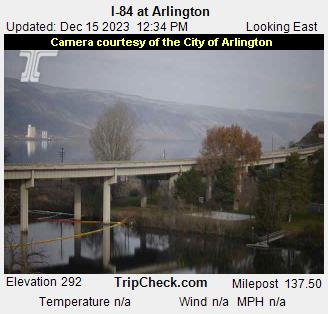 I-84 at Arlington
Updated: Dec 15 2023 12:34 PM Looking East
Camera courtesy of the City of Arlington
Elevation 292 TripCheck.com Milepost 137.50
Temperature n/a Wind n/a MPH n/a